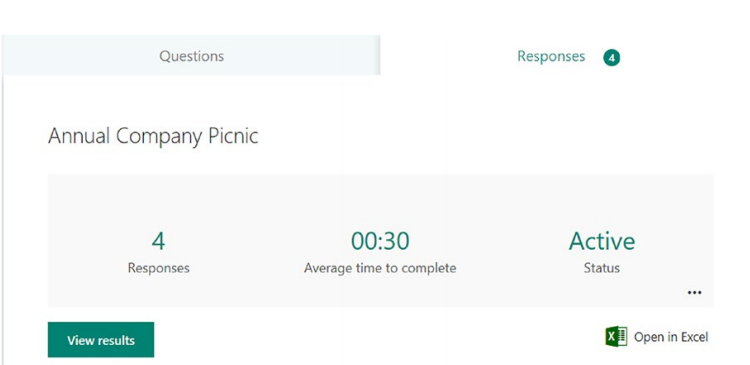 Questions
Responses 4
Annual Company Picnic
4 00:30 Active
Responses Average time to complete Status
...
View results Open in Excel